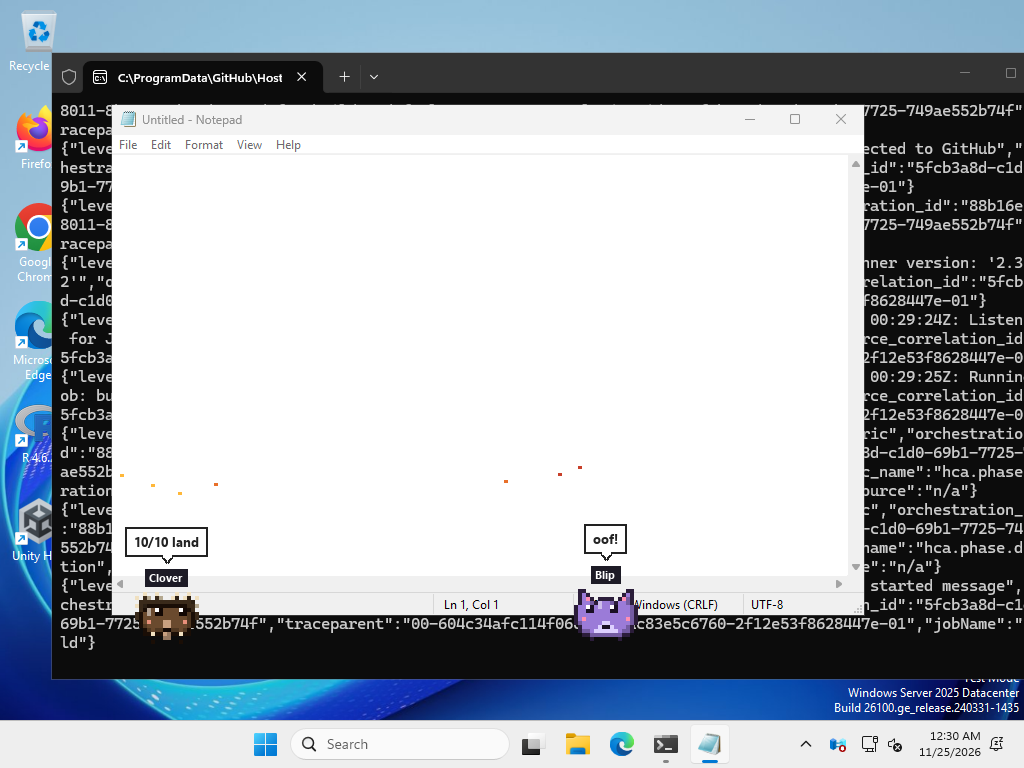 Recycle
Firefo
Googl
Chrom
Micros
Edge
R 4.6.
Unity H
C:\ProgramData\GitHub\Host
Untitled - Notepad
File Edit Format View Help
8011-8
7725-749ae552b74f"
racepa
{"leve
ected to GitHub","
hestra
_id":"5fcb3a8d-c1d
9b1-77
e-01"}
{"leve
ration_id":"88b16e
8011-8
7725-749ae552b74f"
racepa
{"leve
nner version: '2.3
2'","o
relation_id":"5fcb
d-c1d0
f8628447e-01"}
{"leve
00:29:24Z: Listen
for J
rce_correlation_id
5fcb3a
2f12e53f8628447e-0
{"leve
00:29:25Z: Runnin
ob: bu
rce_correlation_id
5fcb3a
2f12e53f8628447e-0
{"leve
ric","orchestration
d":"88
8d-c1d0-69b1-7725-
ae552b
c_name":"hca.phase
ration
ource":"n/a"}
{"leve
c","orchestration_
:"88b1
-c1d0-69b1-7725-74
552b74
name":"hca.phase.d
tion",
e":"n/a"}
{"leve
started message",
chestr
_id":"5fcb3a8d-c1d0-
69b1-7725
552b74f","traceparent":"00-604c34afc114f06
c83e5c6760-2f12e53f8628447e-01","jobName":"
ld"}
10/10 land
Clover
oof!
Blip
Ln 1, Col 1
Windows (CRLF)
UTF-8
Test Mode
Windows Server 2025 Datacenter
Build 26100.ge_release.240331-1435
Search
12:30 AM
11/25/2026